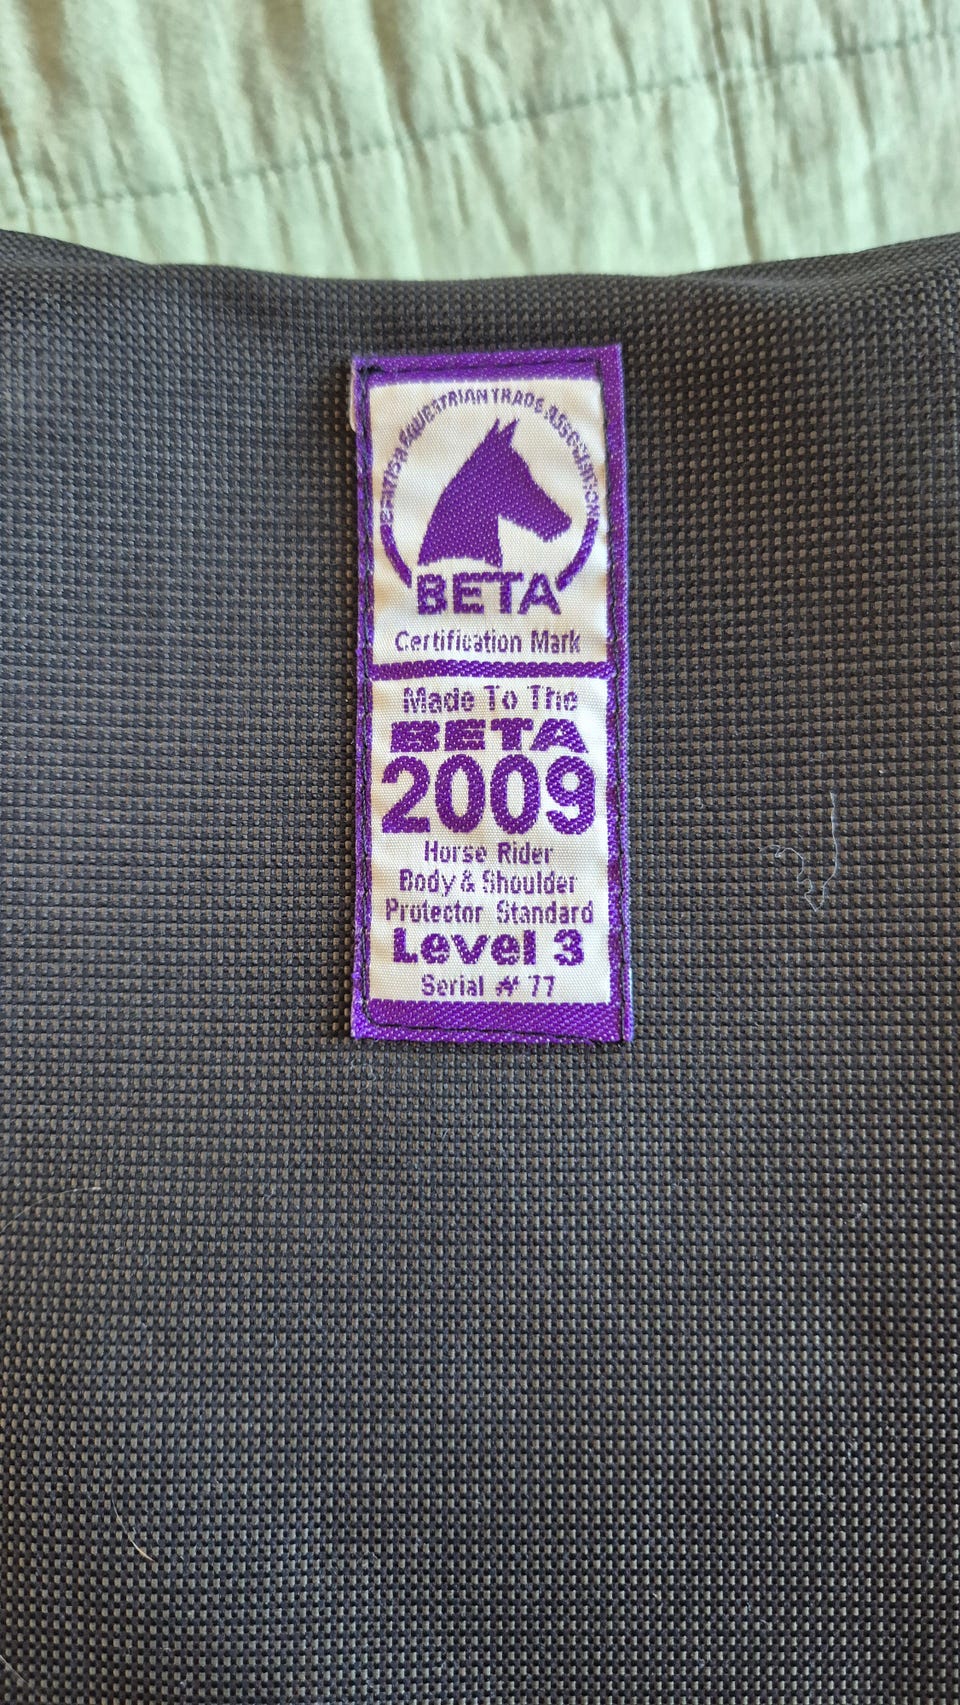 BRITISH EQUESTRIAN TRADE ASSOCIATION
BETA
Certification Mark
Made To The
BETA
2009
Horse Rider
Body & Shoulder
Protector Standard
Level 3
Serial # 77